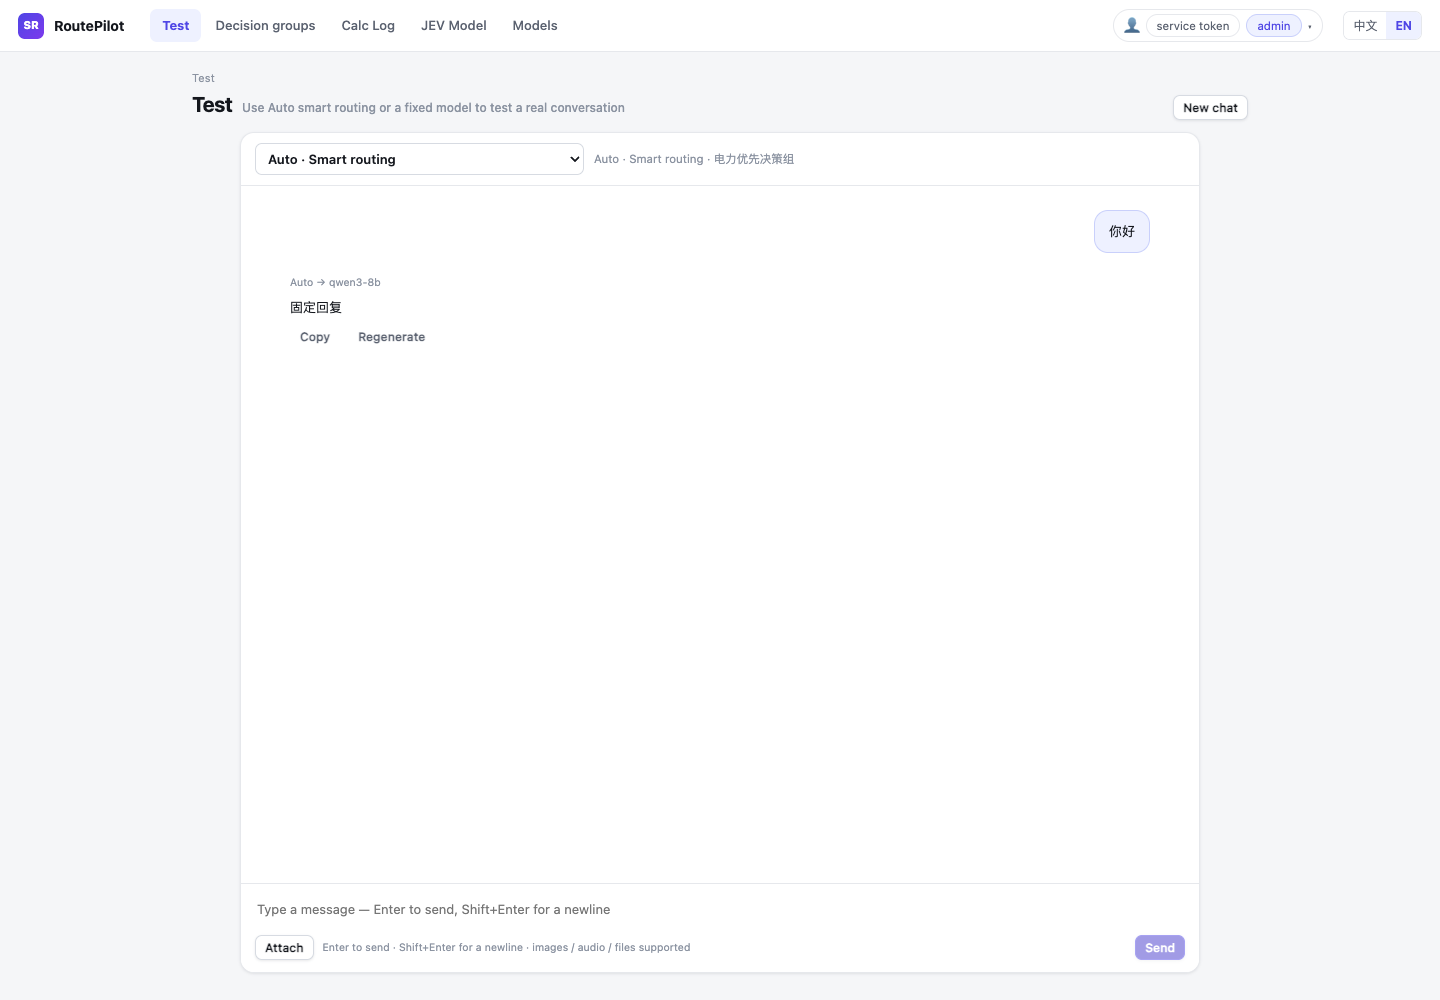 SR RoutePilot Test Decision groups Calc Log JEV Model Models service token admin 中文 EN
Test
Test Use Auto smart routing or a fixed model to test a real conversation New chat
Auto · Smart routing Auto · Smart routing · 电力优先决策组
你好
Auto → qwen3-8b
固定回复
Copy Regenerate
Type a message — Enter to send, Shift+Enter for a newline
Attach Enter to send · Shift+Enter for a newline · images / audio / files supported Send